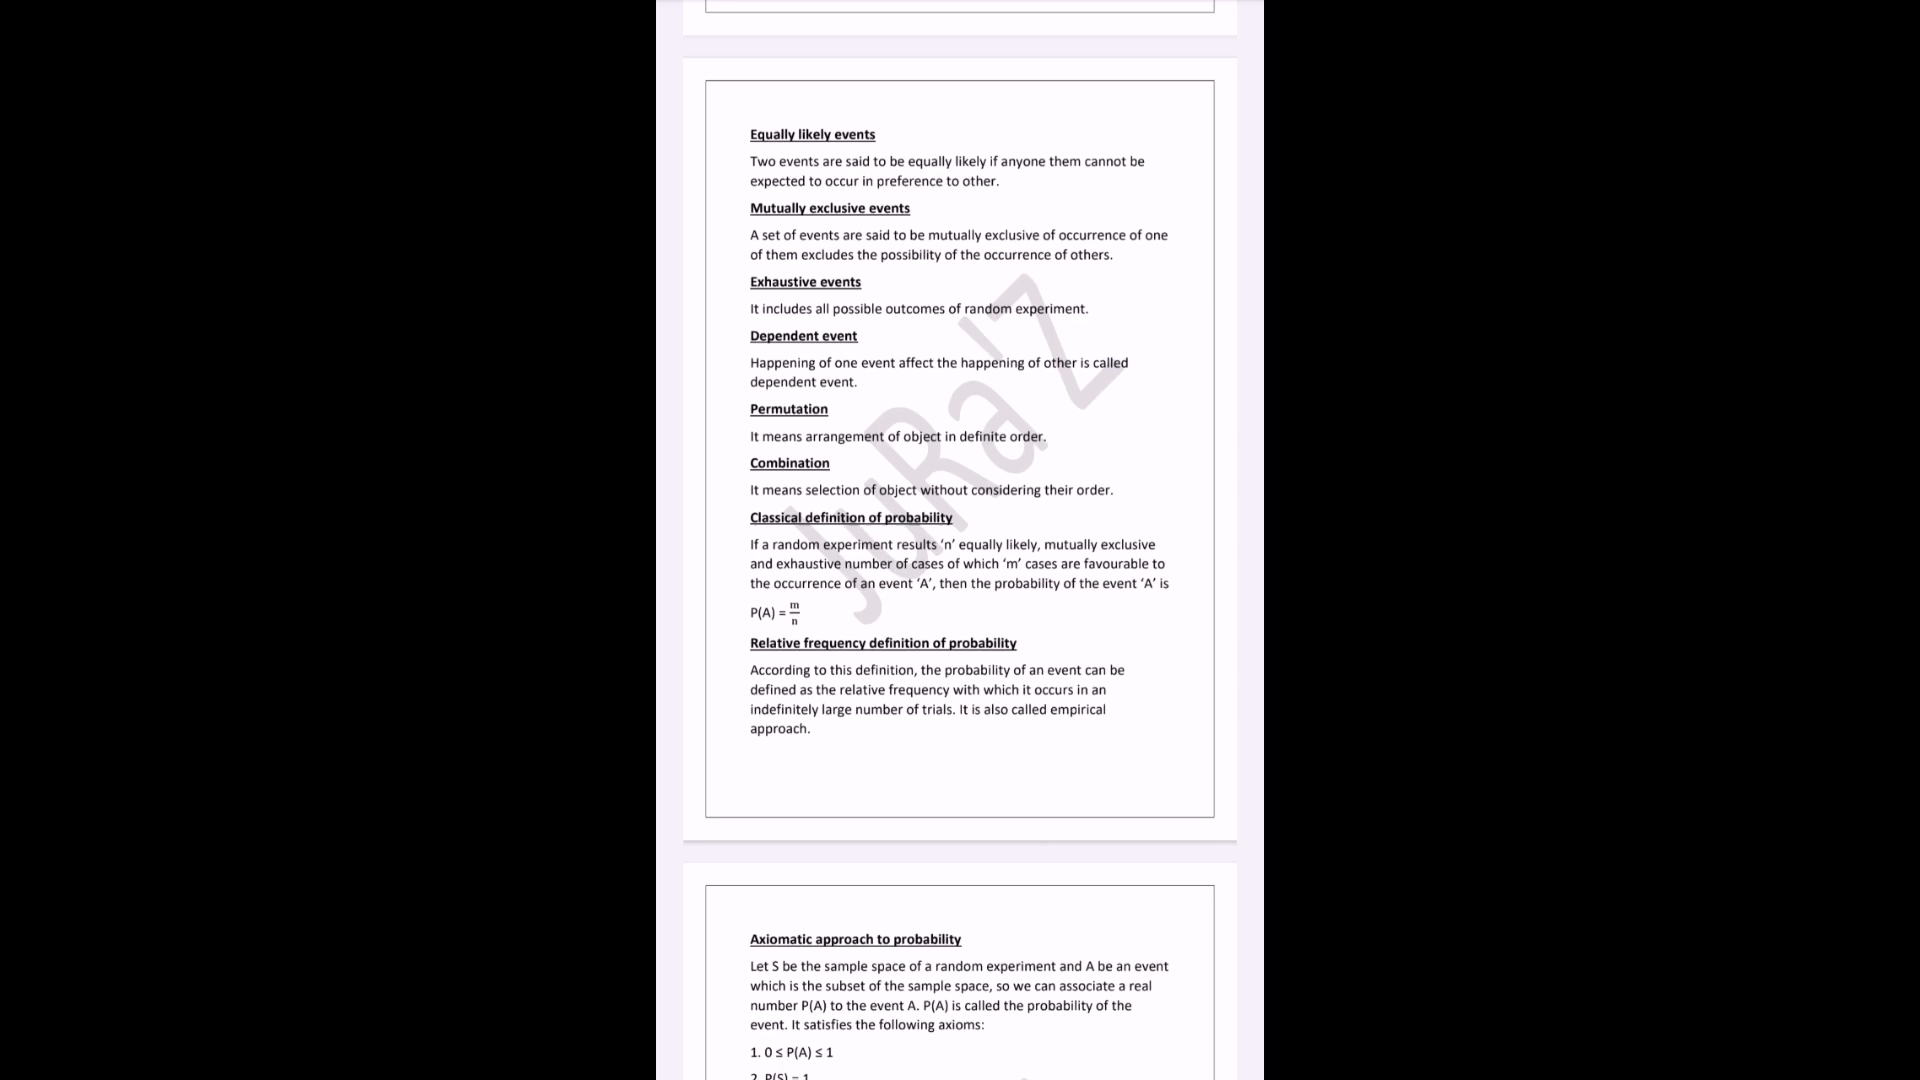 Equally likely events
Two events are said to be equally likely if anyone them cannot be
expected to occur in preference to other.
Mutually exclusive events
A set of events are said to be mutually exclusive of occurrence of one
of them excludes the possibility of the occurrence of others.
Exhaustive events
It includes all possible outcomes of random experiment.
Dependent event
Happening of one event affect the happening of other is called
dependent event.
Permutation
It means arrangement of object in definite order.
Combination
It means selection of object without considering their order.
Classical definition of probability
If a random experiment results ‘n’ equally likely, mutually exclusive
and exhaustive number of cases of which ‘m’ cases are favourable to
the occurrence of an event ‘A’, then the probability of the event ‘A’ is
P(A) = m/n
Relative frequency definition of probability
According to this definition, the probability of an event can be
defined as the relative frequency with which it occurs in an
indefinitely large number of trials. It is also called empirical
approach.
JuRa'Z
Axiomatic approach to probability
Let S be the sample space of a random experiment and A be an event
which is the subset of the sample space, so we can associate a real
number P(A) to the event A. P(A) is called the probability of the
event. It satisfies the following axioms:
1. 0 ≤ P(A) ≤ 1
2. P(S) = 1